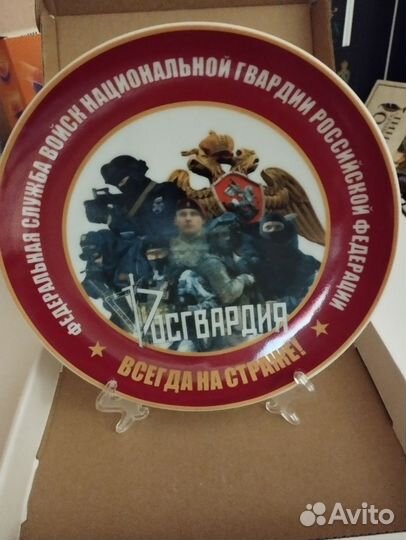 ФЕДЕРАЛЬНАЯ СЛУЖБА ВОЙСК НАЦИОНАЛЬНОЙ ГВАРДИИ РОССИЙСКОЙ ФЕДЕРАЦИИ
РОСГВАРДИЯ
ВСЕГДА НА СТРАЖЕ!
Avito